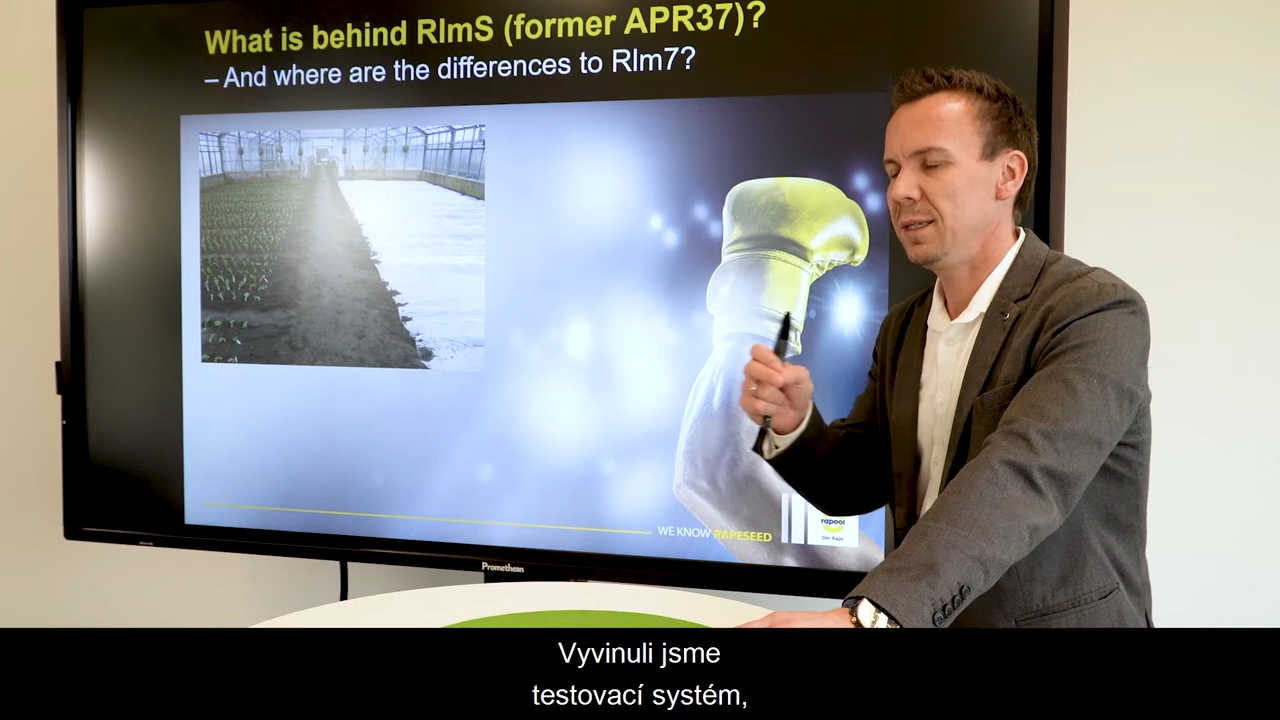 What is behind RlmS (former APR37)?
– And where are the differences to Rlm7?
WE KNOW RAPESEED
rapool
Der Raps
Promethean
Vyvinuli jsme
testovací systém,